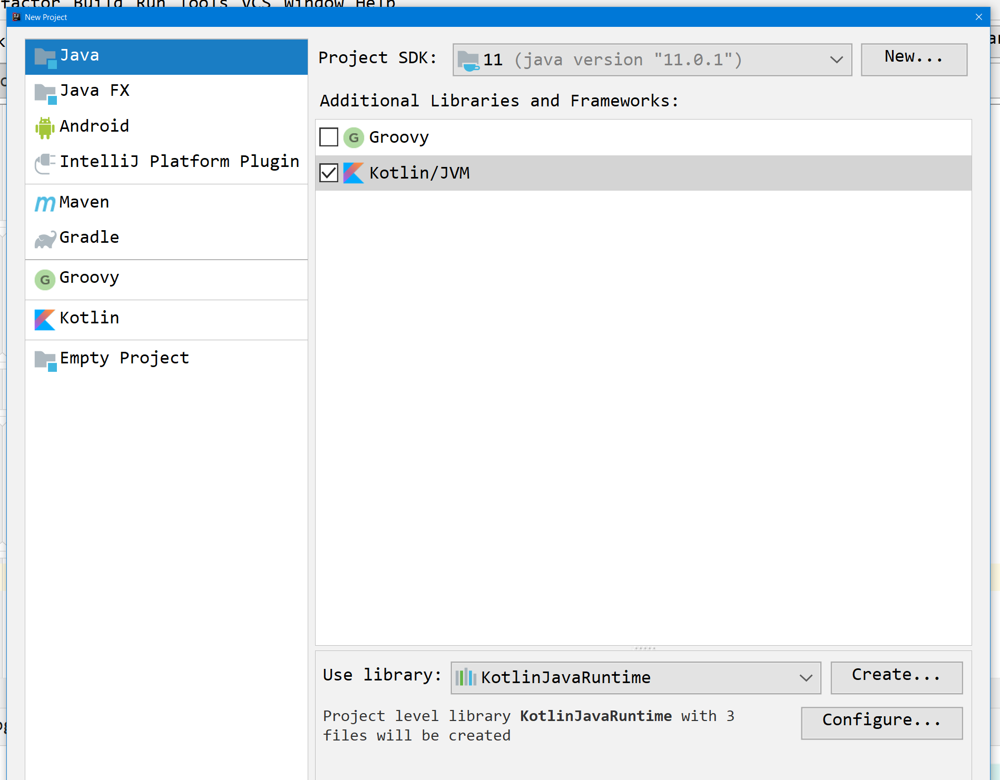 factor Build Run Tools VCS Window Help
New Project
Java
Java FX
Android
IntelliJ Platform Plugin
Maven
Gradle
G Groovy
Kotlin
Empty Project
Project SDK: 11 (java version "11.0.1") New...
Additional Libraries and Frameworks:
G Groovy
Kotlin/JVM
Use library: KotlinJavaRuntime Create...
Project level library KotlinJavaRuntime with 3
files will be created
Configure...